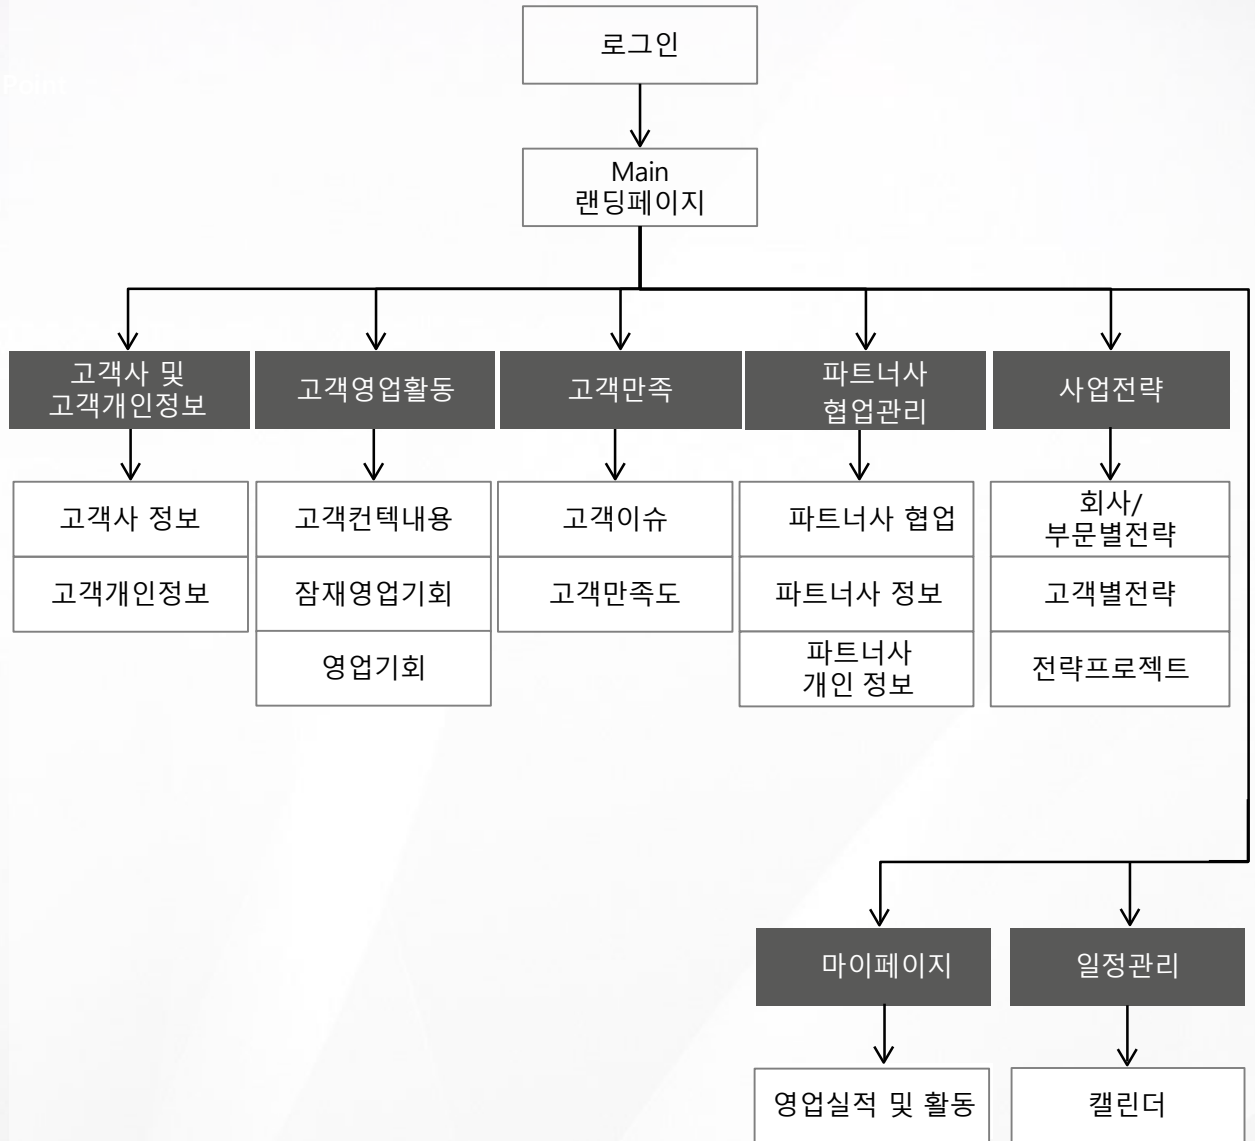 로그인
Point
Main
랜딩페이지
고객사 및
고객개인정보
고객영업활동
고객만족
파트너사
협업관리
사업전략
고객사 정보
고객컨텍내용
고객이슈
파트너사 협업
회사/
부문별전략
고객개인정보
잠재영업기회
고객만족도
파트너사 정보
고객별전략
영업기회
파트너사
개인 정보
전략프로젝트
마이페이지
일정관리
영업실적 및 활동
캘린더